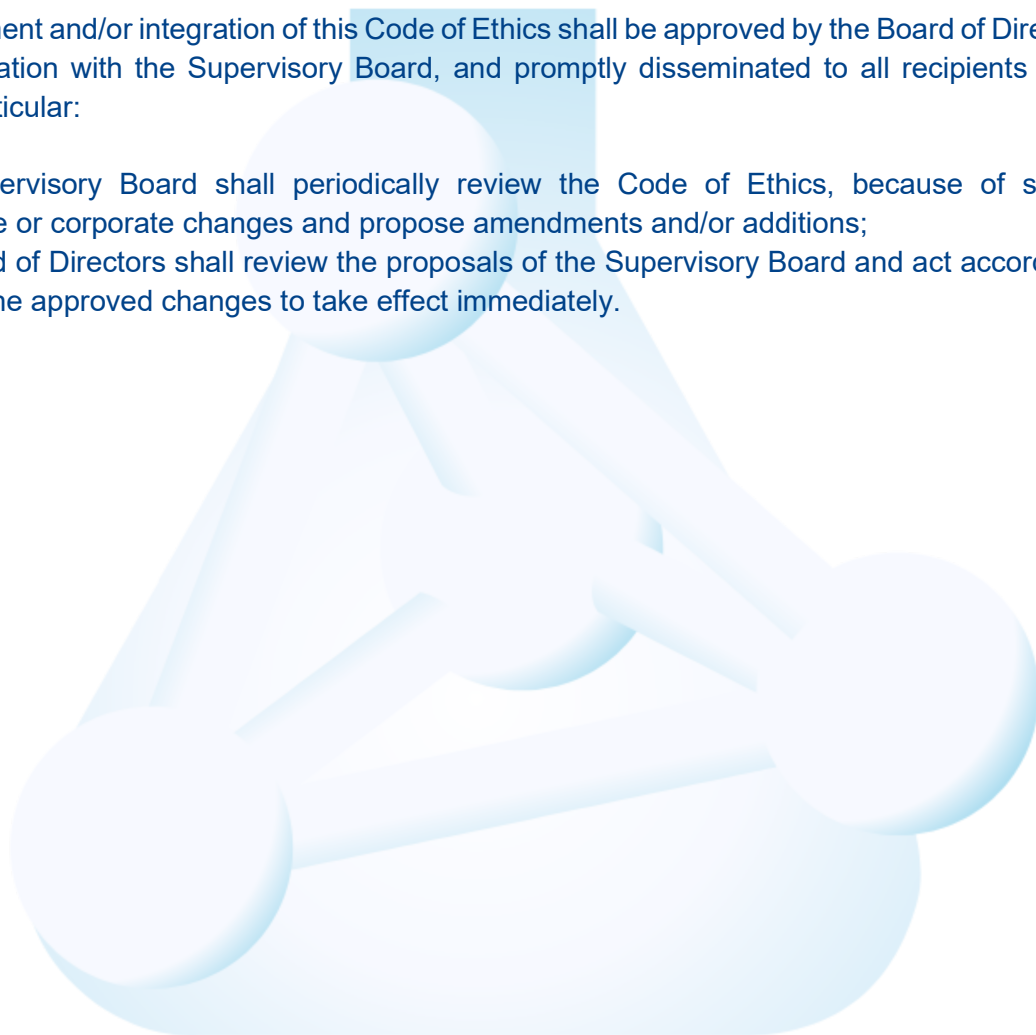 ent and/or integration of this Code of Ethics shall be approved by the Board of Dire
ation with the Supervisory Board, and promptly disseminated to all recipients
ticular:
ervisory Board shall periodically review the Code of Ethics, because of s
e or corporate changes and propose amendments and/or additions;
d of Directors shall review the proposals of the Supervisory Board and act accor
ne approved changes to take effect immediately.